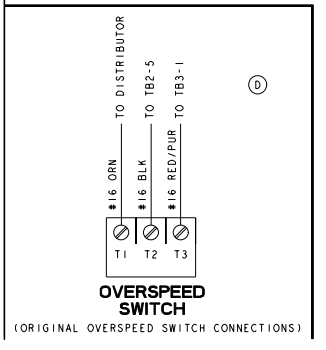 #16 ORN TO DISTRIBUTOR
#16 BLK TO TB2-5
#16 RED/PUR TO TB3-1
D
T1 T2 T3
OVERSPEED
SWITCH
(ORIGINAL OVERSPEED SWITCH CONNECTIONS)